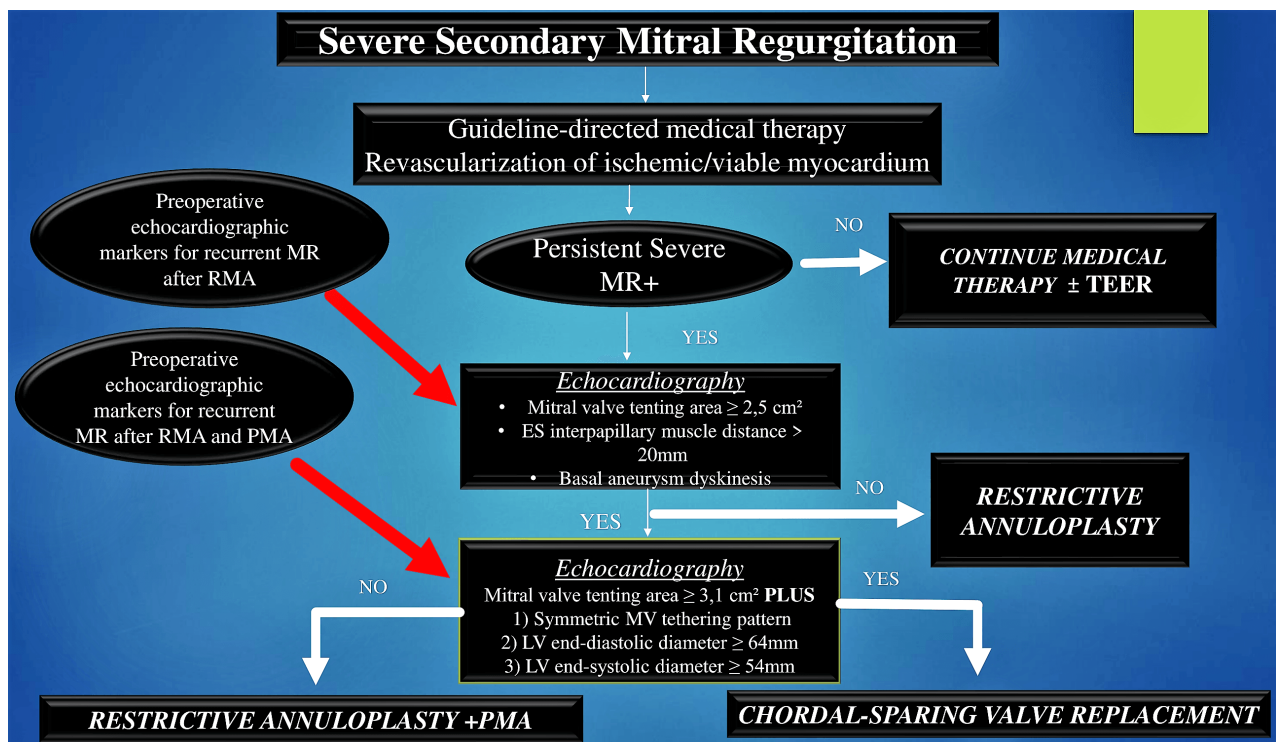 Severe Secondary Mitral Regurgitation
Guideline-directed medical therapy
Revascularization of ischemic/viable myocardium
Preoperative
echocardiographic
markers for recurrent MR
after RMA
Persistent Severe
MR+
NO
CONTINUE MEDICAL
THERAPY ± TEER
YES
Preoperative
echocardiographic
markers for recurrent
MR after RMA and PMA
Echocardiography
• Mitral valve tenting area ≥ 2,5 cm²
• ES interpapillary muscle distance >
20mm
• Basal aneurysm dyskinesis
NO
RESTRICTIVE
ANNULOPLASTY
YES
Echocardiography
Mitral valve tenting area ≥ 3,1 cm² PLUS
1) Symmetric MV tethering pattern
2) LV end-diastolic diameter ≥ 64mm
3) LV end-systolic diameter ≥ 54mm
NO
YES
RESTRICTIVE ANNULOPLASTY +PMA
CHORDAL-SPARING VALVE REPLACEMENT